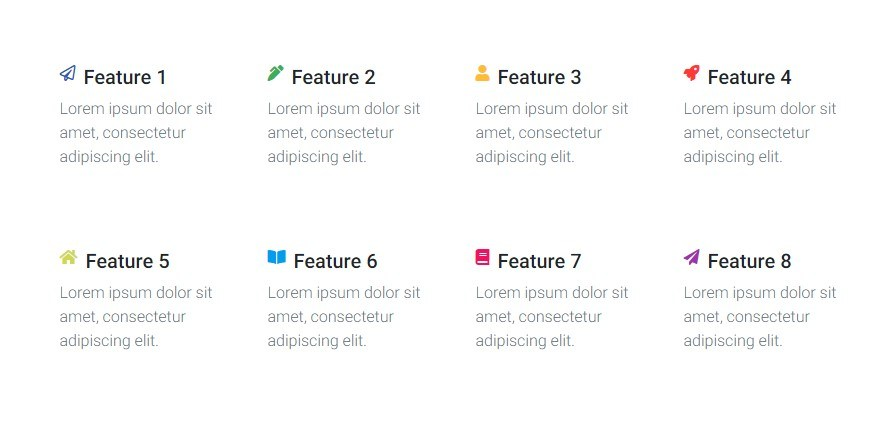 Feature 1
Lorem ipsum dolor sit
amet, consectetur
adipiscing elit.
Feature 2
Lorem ipsum dolor sit
amet, consectetur
adipiscing elit.
Feature 3
Lorem ipsum dolor sit
amet, consectetur
adipiscing elit.
Feature 4
Lorem ipsum dolor sit
amet, consectetur
adipiscing elit.
Feature 5
Lorem ipsum dolor sit
amet, consectetur
adipiscing elit.
Feature 6
Lorem ipsum dolor sit
amet, consectetur
adipiscing elit.
Feature 7
Lorem ipsum dolor sit
amet, consectetur
adipiscing elit.
Feature 8
Lorem ipsum dolor sit
amet, consectetur
adipiscing elit.